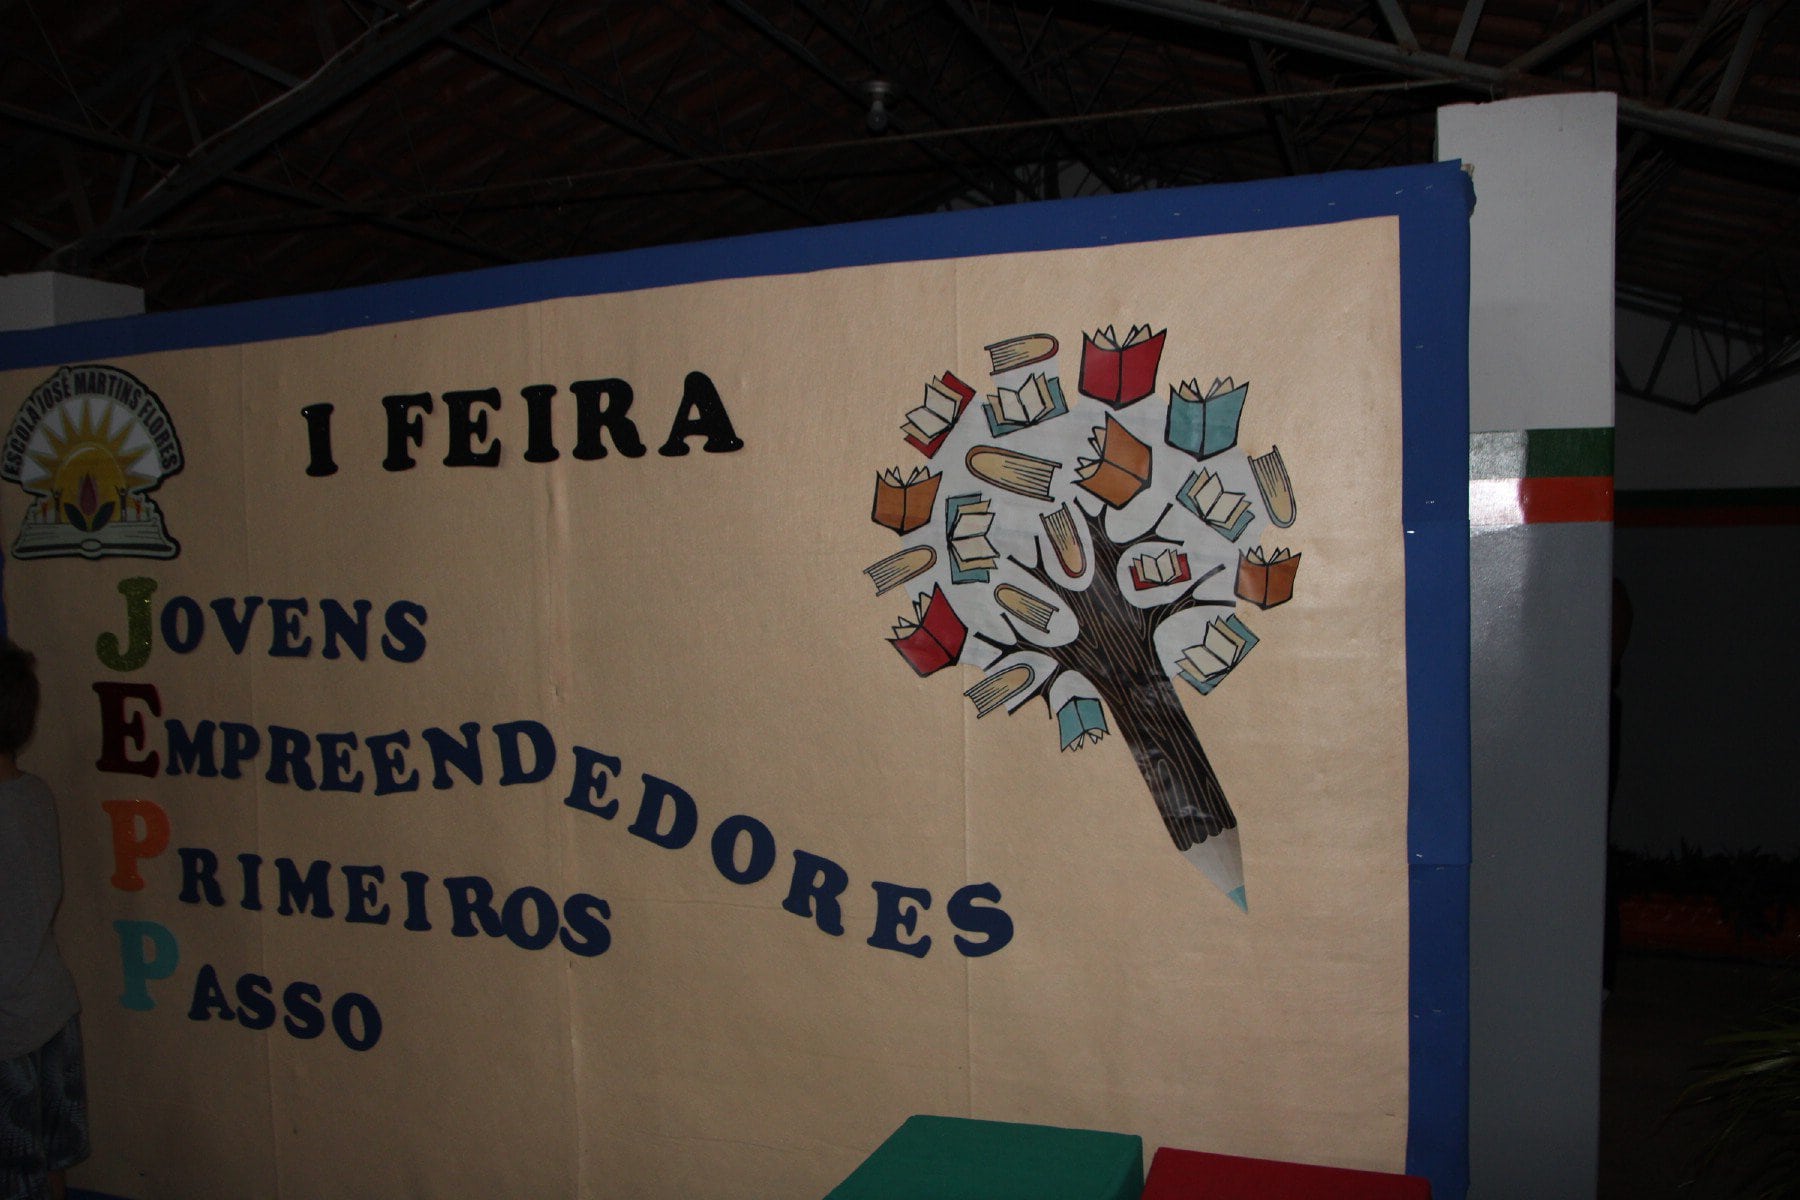 ESCOLA JOSÉ MARTINS FLORES
I FEIRA
JOVENS
EMPREENDEDORES
PRIMEIROS
PASSO